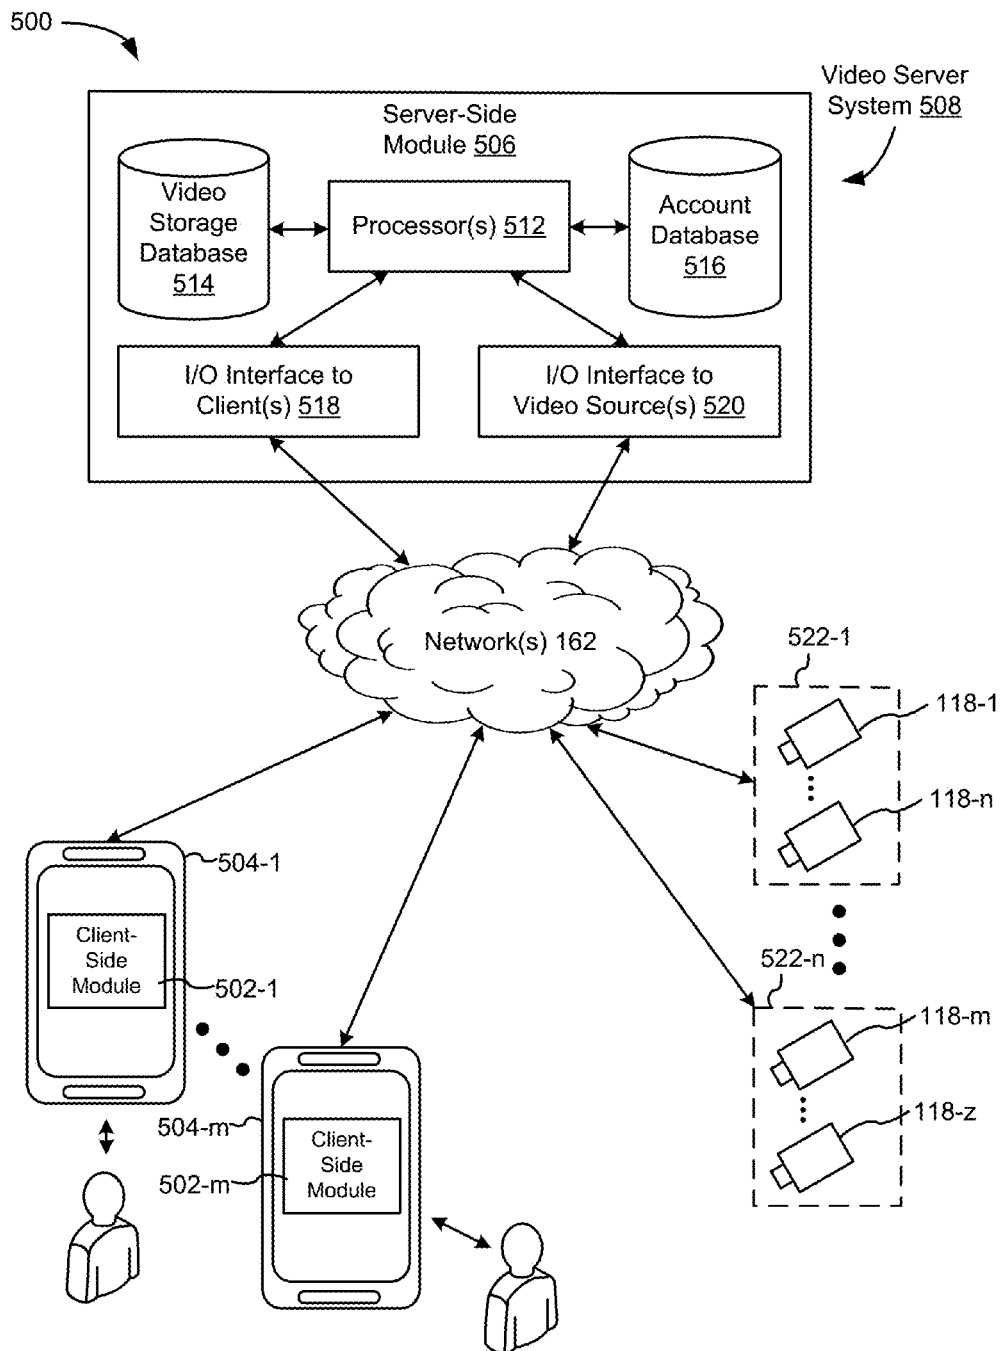 500
Video Server
System 508
Server-Side
Module 506
Video
Storage
Database
514
Processor(s) 512
Account
Database
516
I/O Interface to
Client(s) 518
I/O Interface to
Video Source(s) 520
Network(s) 162
522-1
118-1
118-n
504-1
Client-
Side
Module
502-1
522-n
118-m
118-z
504-m
502-m
Client-
Side
Module